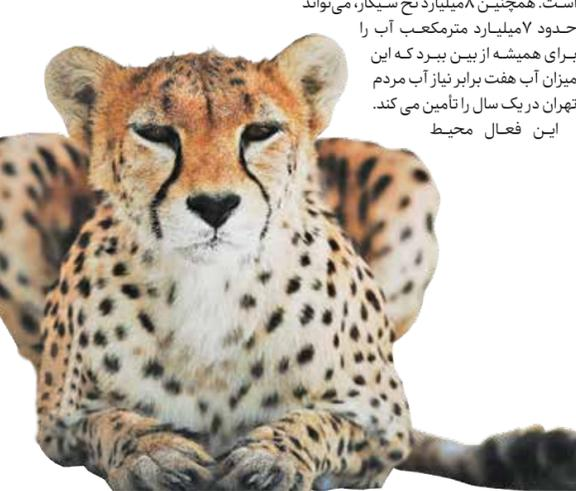 است. همچنین ۸میلیارد نخ سیگار، می‌تواند
حدود ۷میلیارد مترمکعب آب را
برای همیشه از بین ببرد که این
میزان آب هفت برابر نیاز آب مردم
تهران در یک سال را تأمین می کند.
این فعال محیط